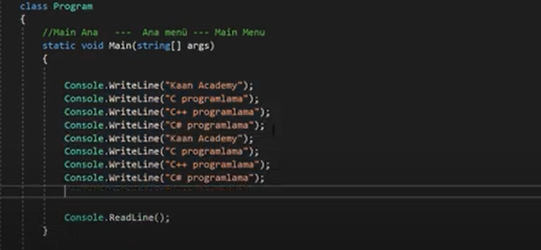 class Program
{
//Main Ana --- Ana menü --- Main Menu
static void Main(string[] args)
{
Console.WriteLine("Kaan Academy");
Console.WriteLine("C programlama");
Console.WriteLine("C++ programlama");
Console.WriteLine("C# programlama");
Console.WriteLine("Kaan Academy");
Console.WriteLine("C programlama");
Console.WriteLine("C++ programlama");
Console.WriteLine("C# programlama");
Console.ReadLine();
}